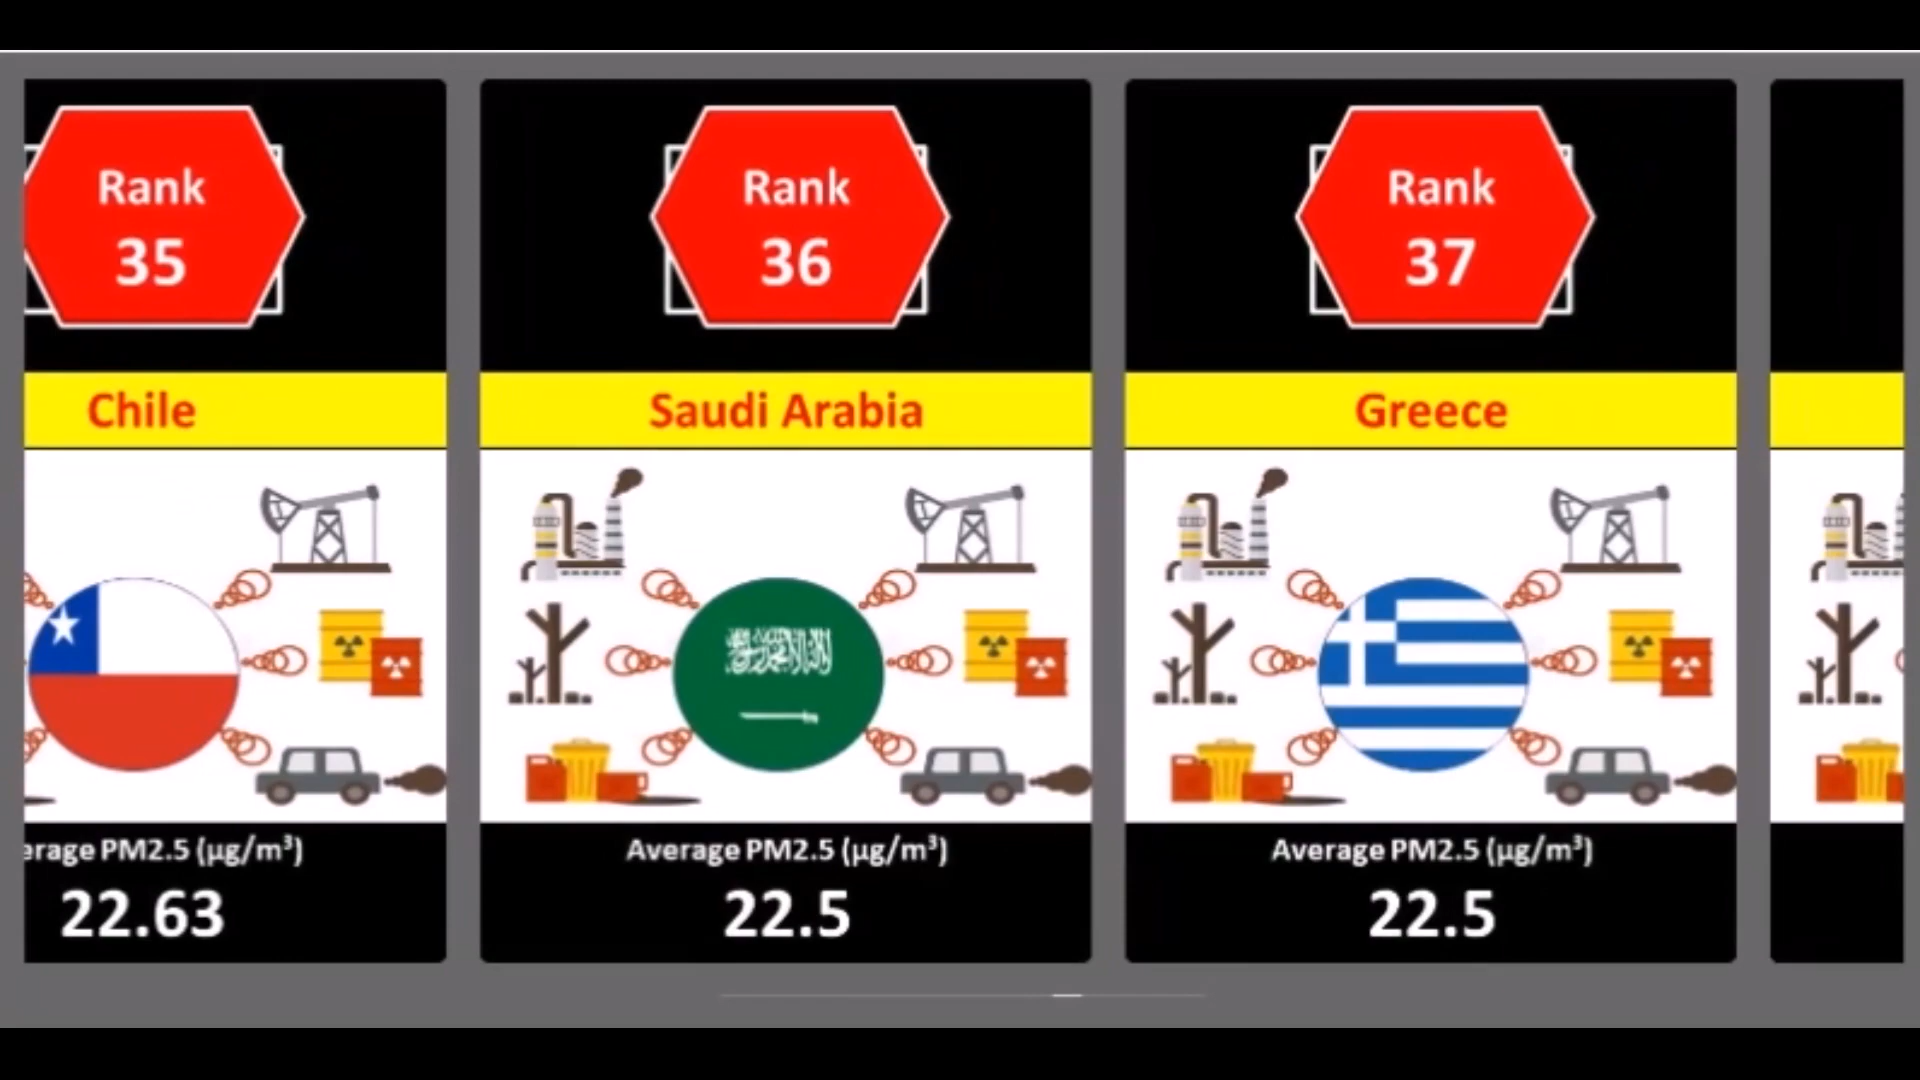 Rank
35
Chile
erage PM2.5 (µg/m³)
22.63
Rank
36
Saudi Arabia
Average PM2.5 (µg/m³)
22.5
Rank
37
Greece
Average PM2.5 (µg/m³)
22.5